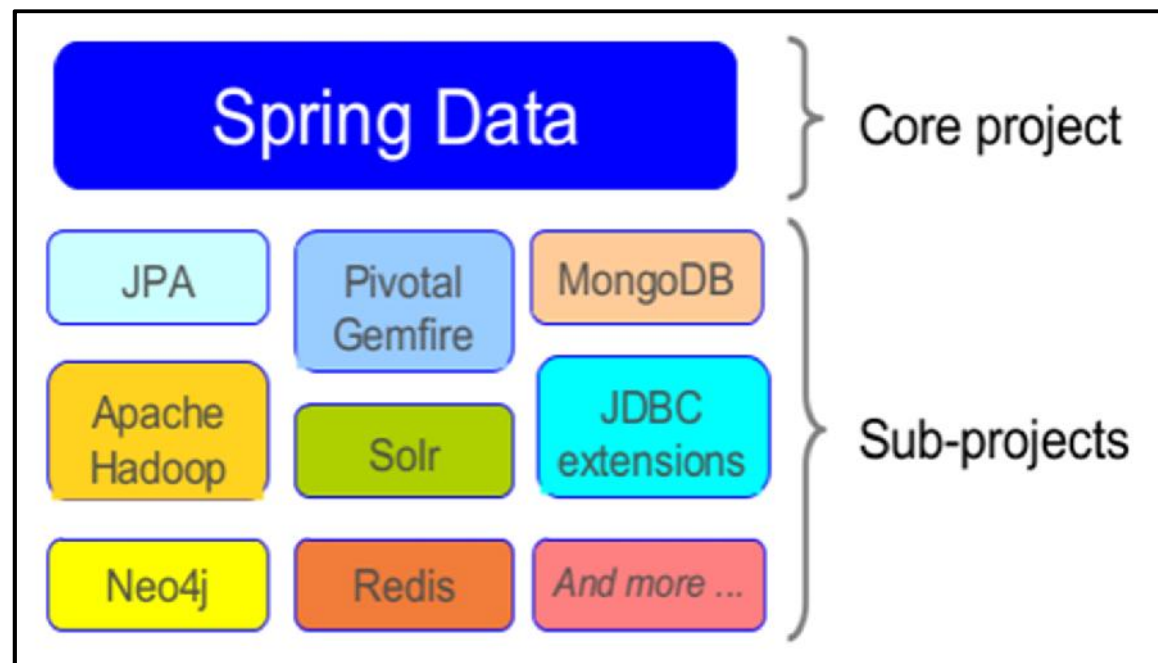 Spring Data
Core project
JPA
Pivotal
Gemfire
MongoDB
Apache
Hadoop
Solr
JDBC
extensions
Sub-projects
Neo4j
Redis
And more ...